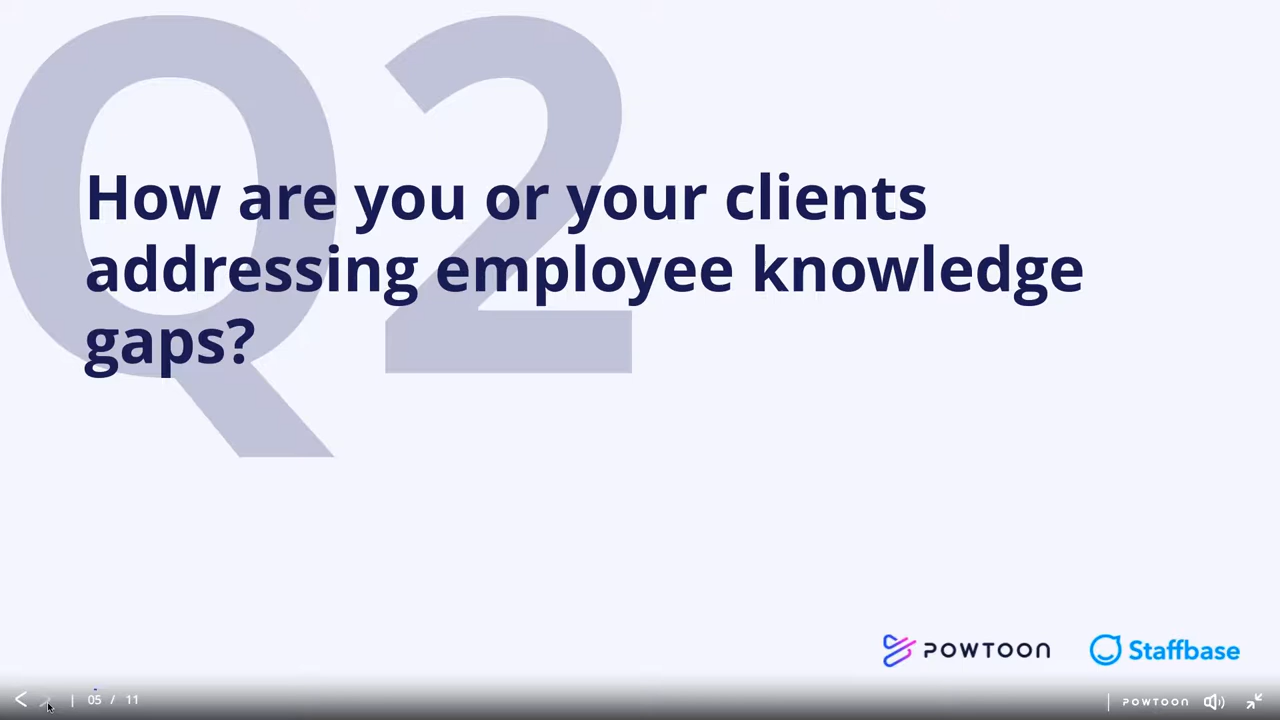 Q2
How are you or your clients
addressing employee knowledge
gaps?
POWTOON
Staffbase
05 / 11
POWTOON